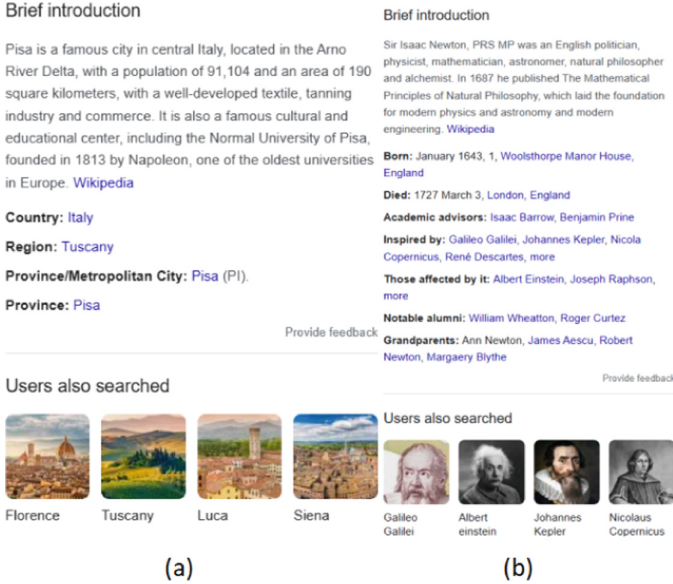 Brief introduction
Pisa is a famous city in central Italy, located in the Arno
River Delta, with a population of 91,104 and an area of 190
square kilometers, with a well-developed textile, tanning
industry and commerce. It is also a famous cultural and
educational center, including the Normal University of Pisa,
founded in 1813 by Napoleon, one of the oldest universities
in Europe. Wikipedia
Country: Italy
Region: Tuscany
Province/Metropolitan City: Pisa (PI).
Province: Pisa
Provide feedback
Users also searched
Florence
Tuscany
Luca
Siena
(a)
Brief introduction
Sir Isaac Newton, PRS MP was an English politician,
physicist, mathematician, astronomer, natural philosopher
and alchemist. In 1687 he published The Mathematical
Principles of Natural Philosophy, which laid the foundation
for modern physics and astronomy and modern
engineering. Wikipedia
Born: January 1643, 1, Woolsthorpe Manor House,
England
Died: 1727 March 3, London, England
Academic advisors: Isaac Barrow, Benjamin Prine
Inspired by: Galileo Galilei, Johannes Kepler, Nicola
Copernicus, René Descartes, more
Those affected by it: Albert Einstein, Joseph Raphson,
more
Notable alumni: William Wheatton, Roger Curtez
Grandparents: Ann Newton, James Aescu, Robert
Newton, Margaery Blythe
Provide feedback
Users also searched
Galileo
Galilei
Albert
einstein
Johannes
Kepler
Nicolaus
Copernicus
(b)